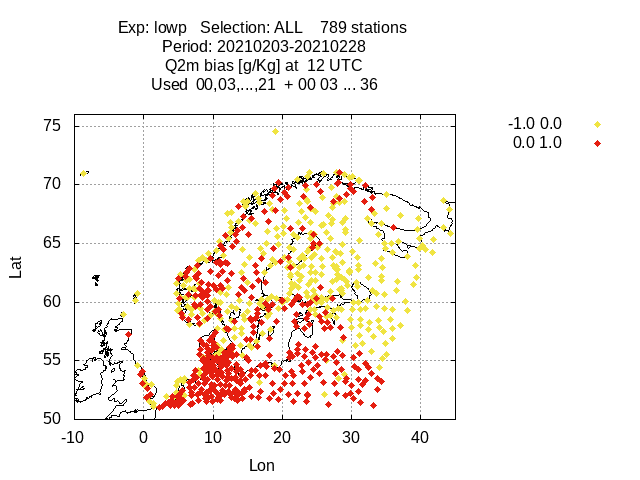 Exp: lowp   Selection: ALL    789 stations
Period: 20210203-20210228
Q2m bias [g/Kg] at  12 UTC
Used  00,03,...,21  + 00 03 ... 36
-1.0 0.0
0.0 1.0
75
70
65
60
55
50
Lat
-10 0 10 20 30 40
Lon